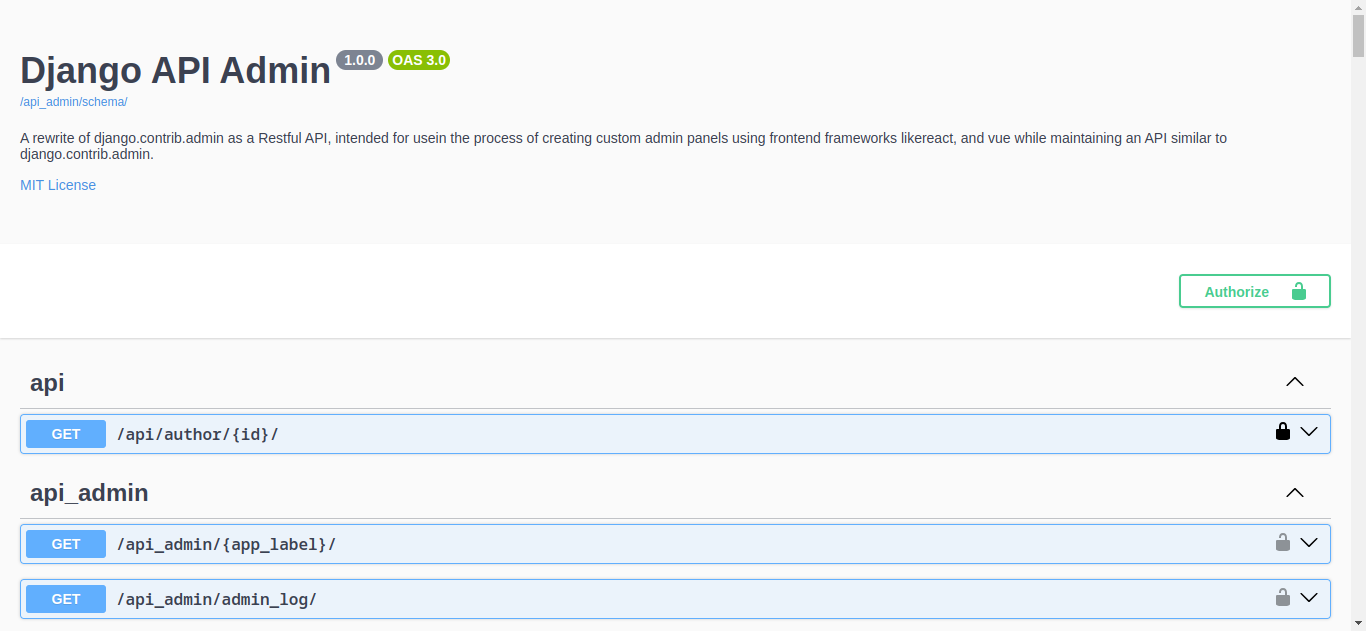 Django API Admin 1.0.0 OAS 3.0
/api_admin/schema/
A rewrite of django.contrib.admin as a Restful API, intended for usein the process of creating custom admin panels using frontend frameworks likereact, and vue while maintaining an API similar to
django.contrib.admin.
MIT License
Authorize
api
GET /api/author/{id}/
api_admin
GET /api_admin/{app_label}/
GET /api_admin/admin_log/